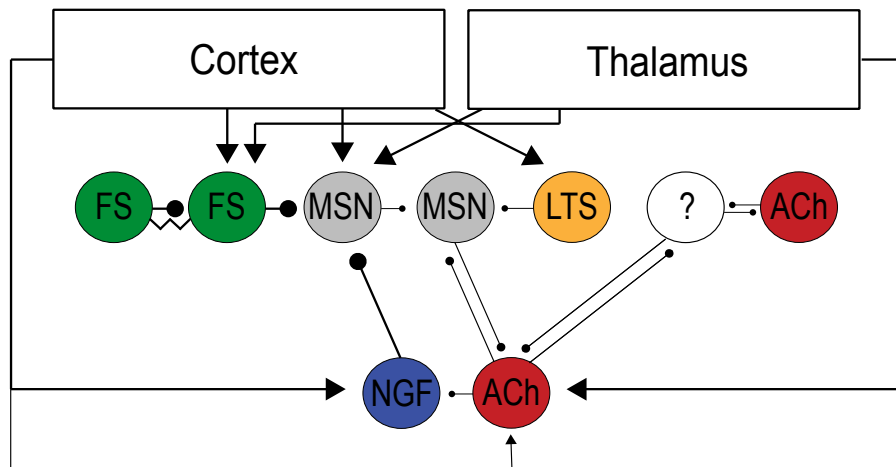 Cortex
Thalamus
FS
FS
MSN
MSN
LTS
?
ACh
NGF
ACh